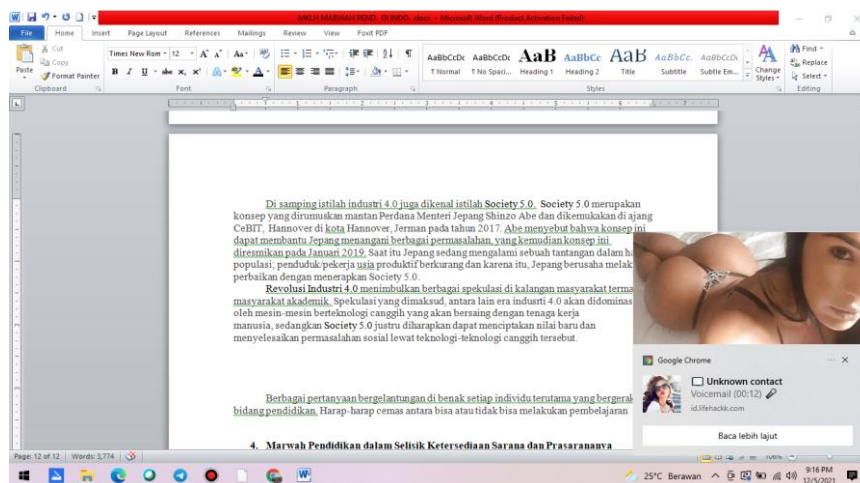 MKLH MARWAH PEND. DI INDO. docx - Microsoft Word (Product Activation Failed)
File Home Insert Page Layout References Mailings Review View Foxit PDF
Cut
Copy
Format Painter
Paste
Clipboard
Times New Rom 12
Font
Paragraph
AaBbCcDc AaBbCcDc AaB AaBbCc AaB AaBbCc. AaBbCcDc
¶ Normal ¶ No Spaci... Heading 1 Heading 2 Title Subtitle Subtle Em...
Change Styles
Styles
Find
Replace
Select
Editing
Di samping istilah industri 4.0 juga dikenal istilah Society 5.0. Society 5.0 merupakan
konsep yang dirumuskan mantan Perdana Menteri Jepang Shinzo Abe dan dikemukakan di ajang
CeBIT, Hannover di kota Hannover, Jerman pada tahun 2017. Abe menyebut bahwa konsep ini
dapat membantu Jepang menangani berbagai permasalahan, yang kemudian konsep ini
diresmikan pada Januari 2019. Saat itu Jepang sedang mengalami sebuah tantangan dalam ha
populasi; penduduk/pekerja usia produktif berkurang dan karena itu, Jepang berusaha melak
perbaikan dengan menerapkan Society 5.0.
Revolusi Industri 4.0 menimbulkan berbagai spekulasi di kalangan masyarakat terma
masyarakat akademik. Spekulasi yang dimaksud, antara lain era indusrti 4.0 akan didominas
oleh mesin-mesin berteknologi canggih yang akan bersaing dengan tenaga kerja
manusia, sedangkan Society 5.0 justru diharapkan dapat menciptakan nilai baru dan
menyelesaikan permasalahan sosial lewat teknologi-teknologi canggih tersebut.
Berbagai pertanyaan bergelantungan di benak setiap individu terutama yang bergerak
bidang pendidikan. Harap-harap cemas antara bisa atau tidak bisa melakukan pembelajaran
4. Marwah Pendidikan dalam Selisik Ketersediaan Sarana dan Prasarananya
Google Chrome
Unknown contact
Voicemail (00:12)
id.lifehackk.com
Baca lebih lajut
Page: 12 of 12 Words: 3,774
106%
25°C Berawan
9:16 PM
12/5/2021